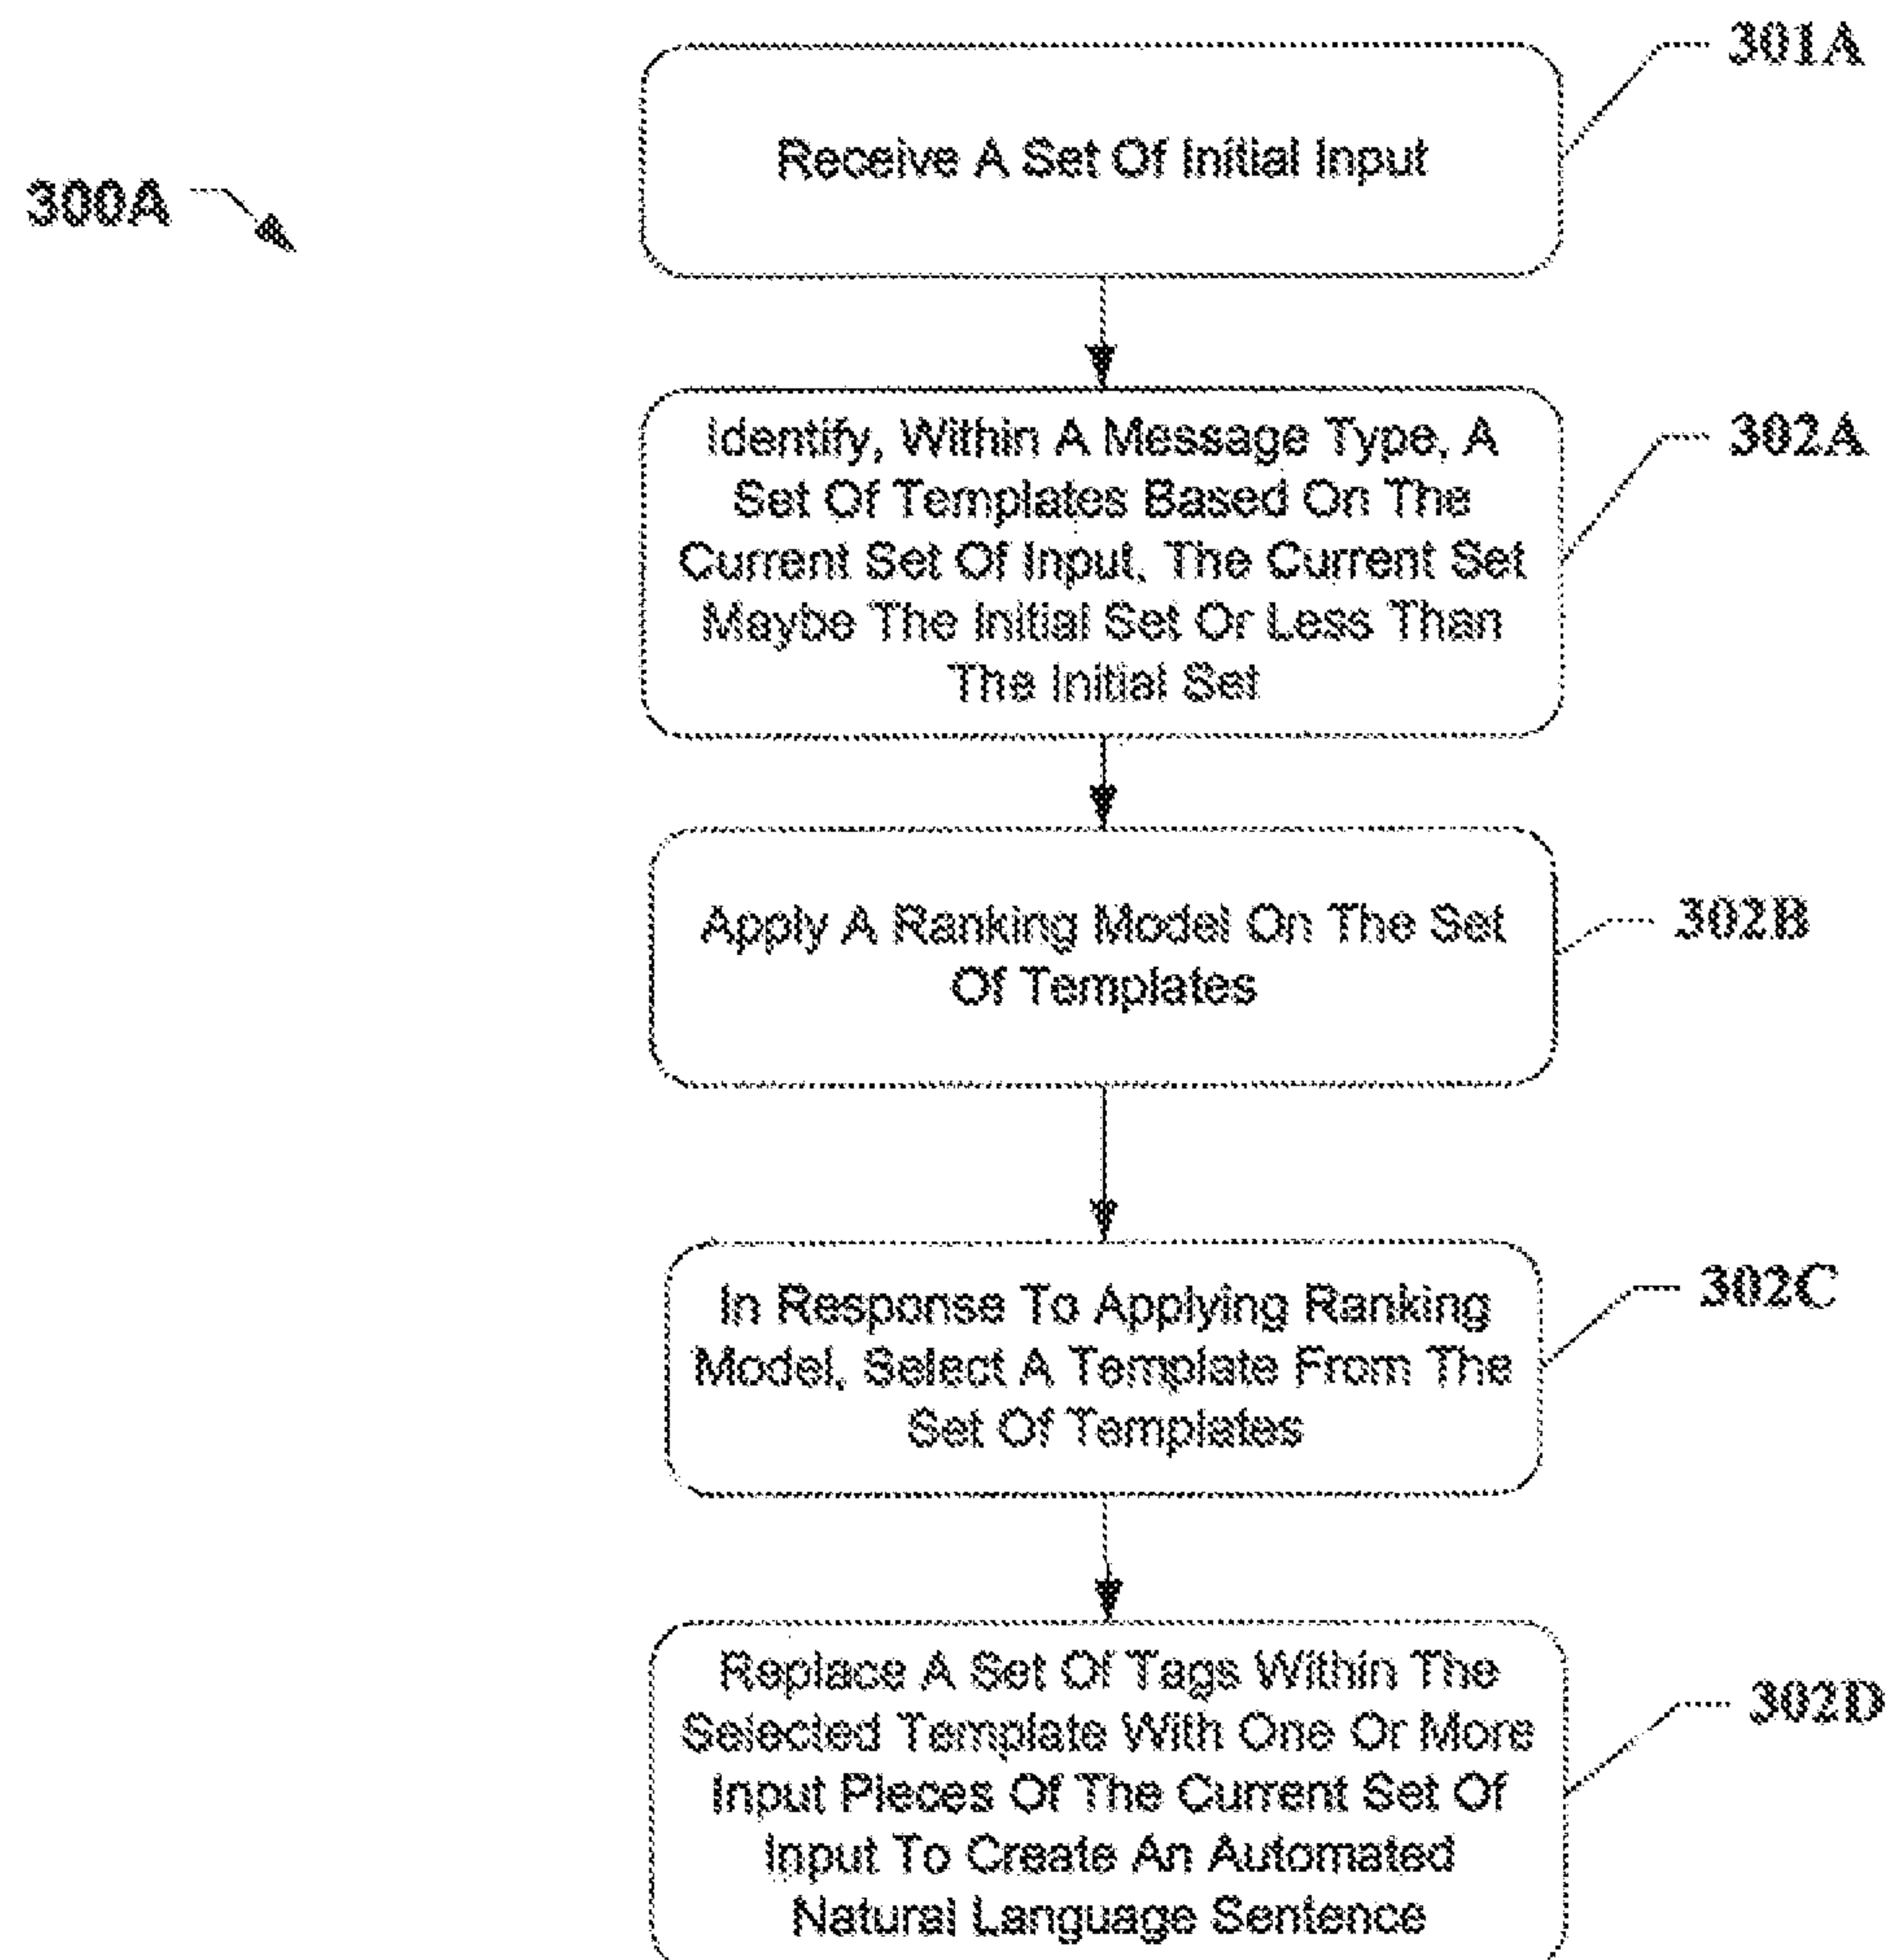 301A
Receive A Set Of Initial Input
300A
Identify, Within A Message Type, A
302A
Set Of Templates Based On The
Current Set Of Input, The Current Set
Maybe The Initial Set Or Less Than
The Initial Set
302B
Apply A Ranking Model On The Set
Of Templates
302C
In Response To Applying Ranking
Model, Select A Template From The
Set Of Templates
Replace A Set Of Tags Within The
302D
Selected Template With One Or More
Input Pieces Of The Current Set Of
Input To Create An Automated
Natural Language Sentence